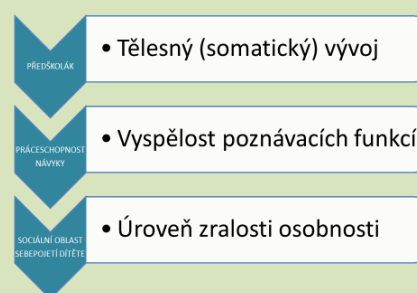 PŘEDŠKOLÁK
• Tělesný (somatický) vývoj
PRÁCESCHOPNOST
NÁVYKY
• Vyspělost poznávacích funkcí
SOCIÁLNÍ OBLAST
SEBEPOJETÍ DÍTĚTE
• Úroveň zralosti osobnosti